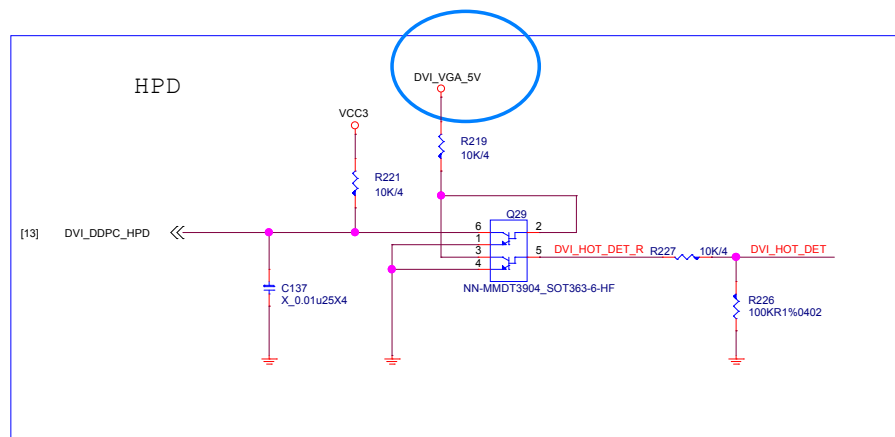 HPD
DVI_VGA_5V
VCC3
R219
10K/4
R221
10K/4
Q29
[13] DVI_DDPC_HPD
6
1
3
4
2
5
DVI_HOT_DET_R
R227
10K/4
DVI_HOT_DET
NN-MMDT3904_SOT363-6-HF
C137
X_0.01u25X4
R226
100KR1%0402